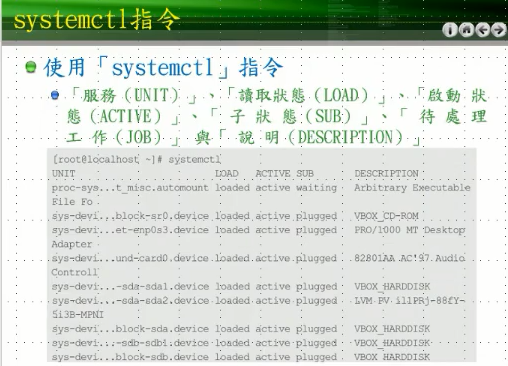 systemctl指令
使用「systemctl」指令
「服務(UNIT)」、「讀取狀態(LOAD)」、「啟動 狀
態(ACTIVE)」、「 子 狀 態(SUB)」、「 待 處 理
工 作(JOB)」 與「 說 明(DESCRIPTION)」
[root@localhost ~]# systemctl
UNIT LOAD ACTIVE SUB DESCRIPTION
proc-sys...t_misc.automount loaded active waiting Arbitrary Executable
File Fo
sys-devi...block-sr0.device loaded active plugged VBOX_CD-ROM
sys-devi...et-enp0s3.device loaded active plugged PRO/1000 MT Desktop
Adapter
sys-devi...und-card0.device loaded active plugged 82801AA AC'97 Audio
Controll
sys-devi...-sda-sda1.device loaded active plugged VBOX_HARDDISK
sys-devi...-sda-sda2.device loaded active plugged LVM PV i1lPRj-88fY-
5i3B-MPNI
sys-devi...block-sda.device loaded active plugged VBOX_HARDDISK
sys-devi...-sdb-sdb1.device loaded active plugged VBOX_HARDDISK
sys-devi...block-sdb.device loaded active plugged VBOX_HARDDISK